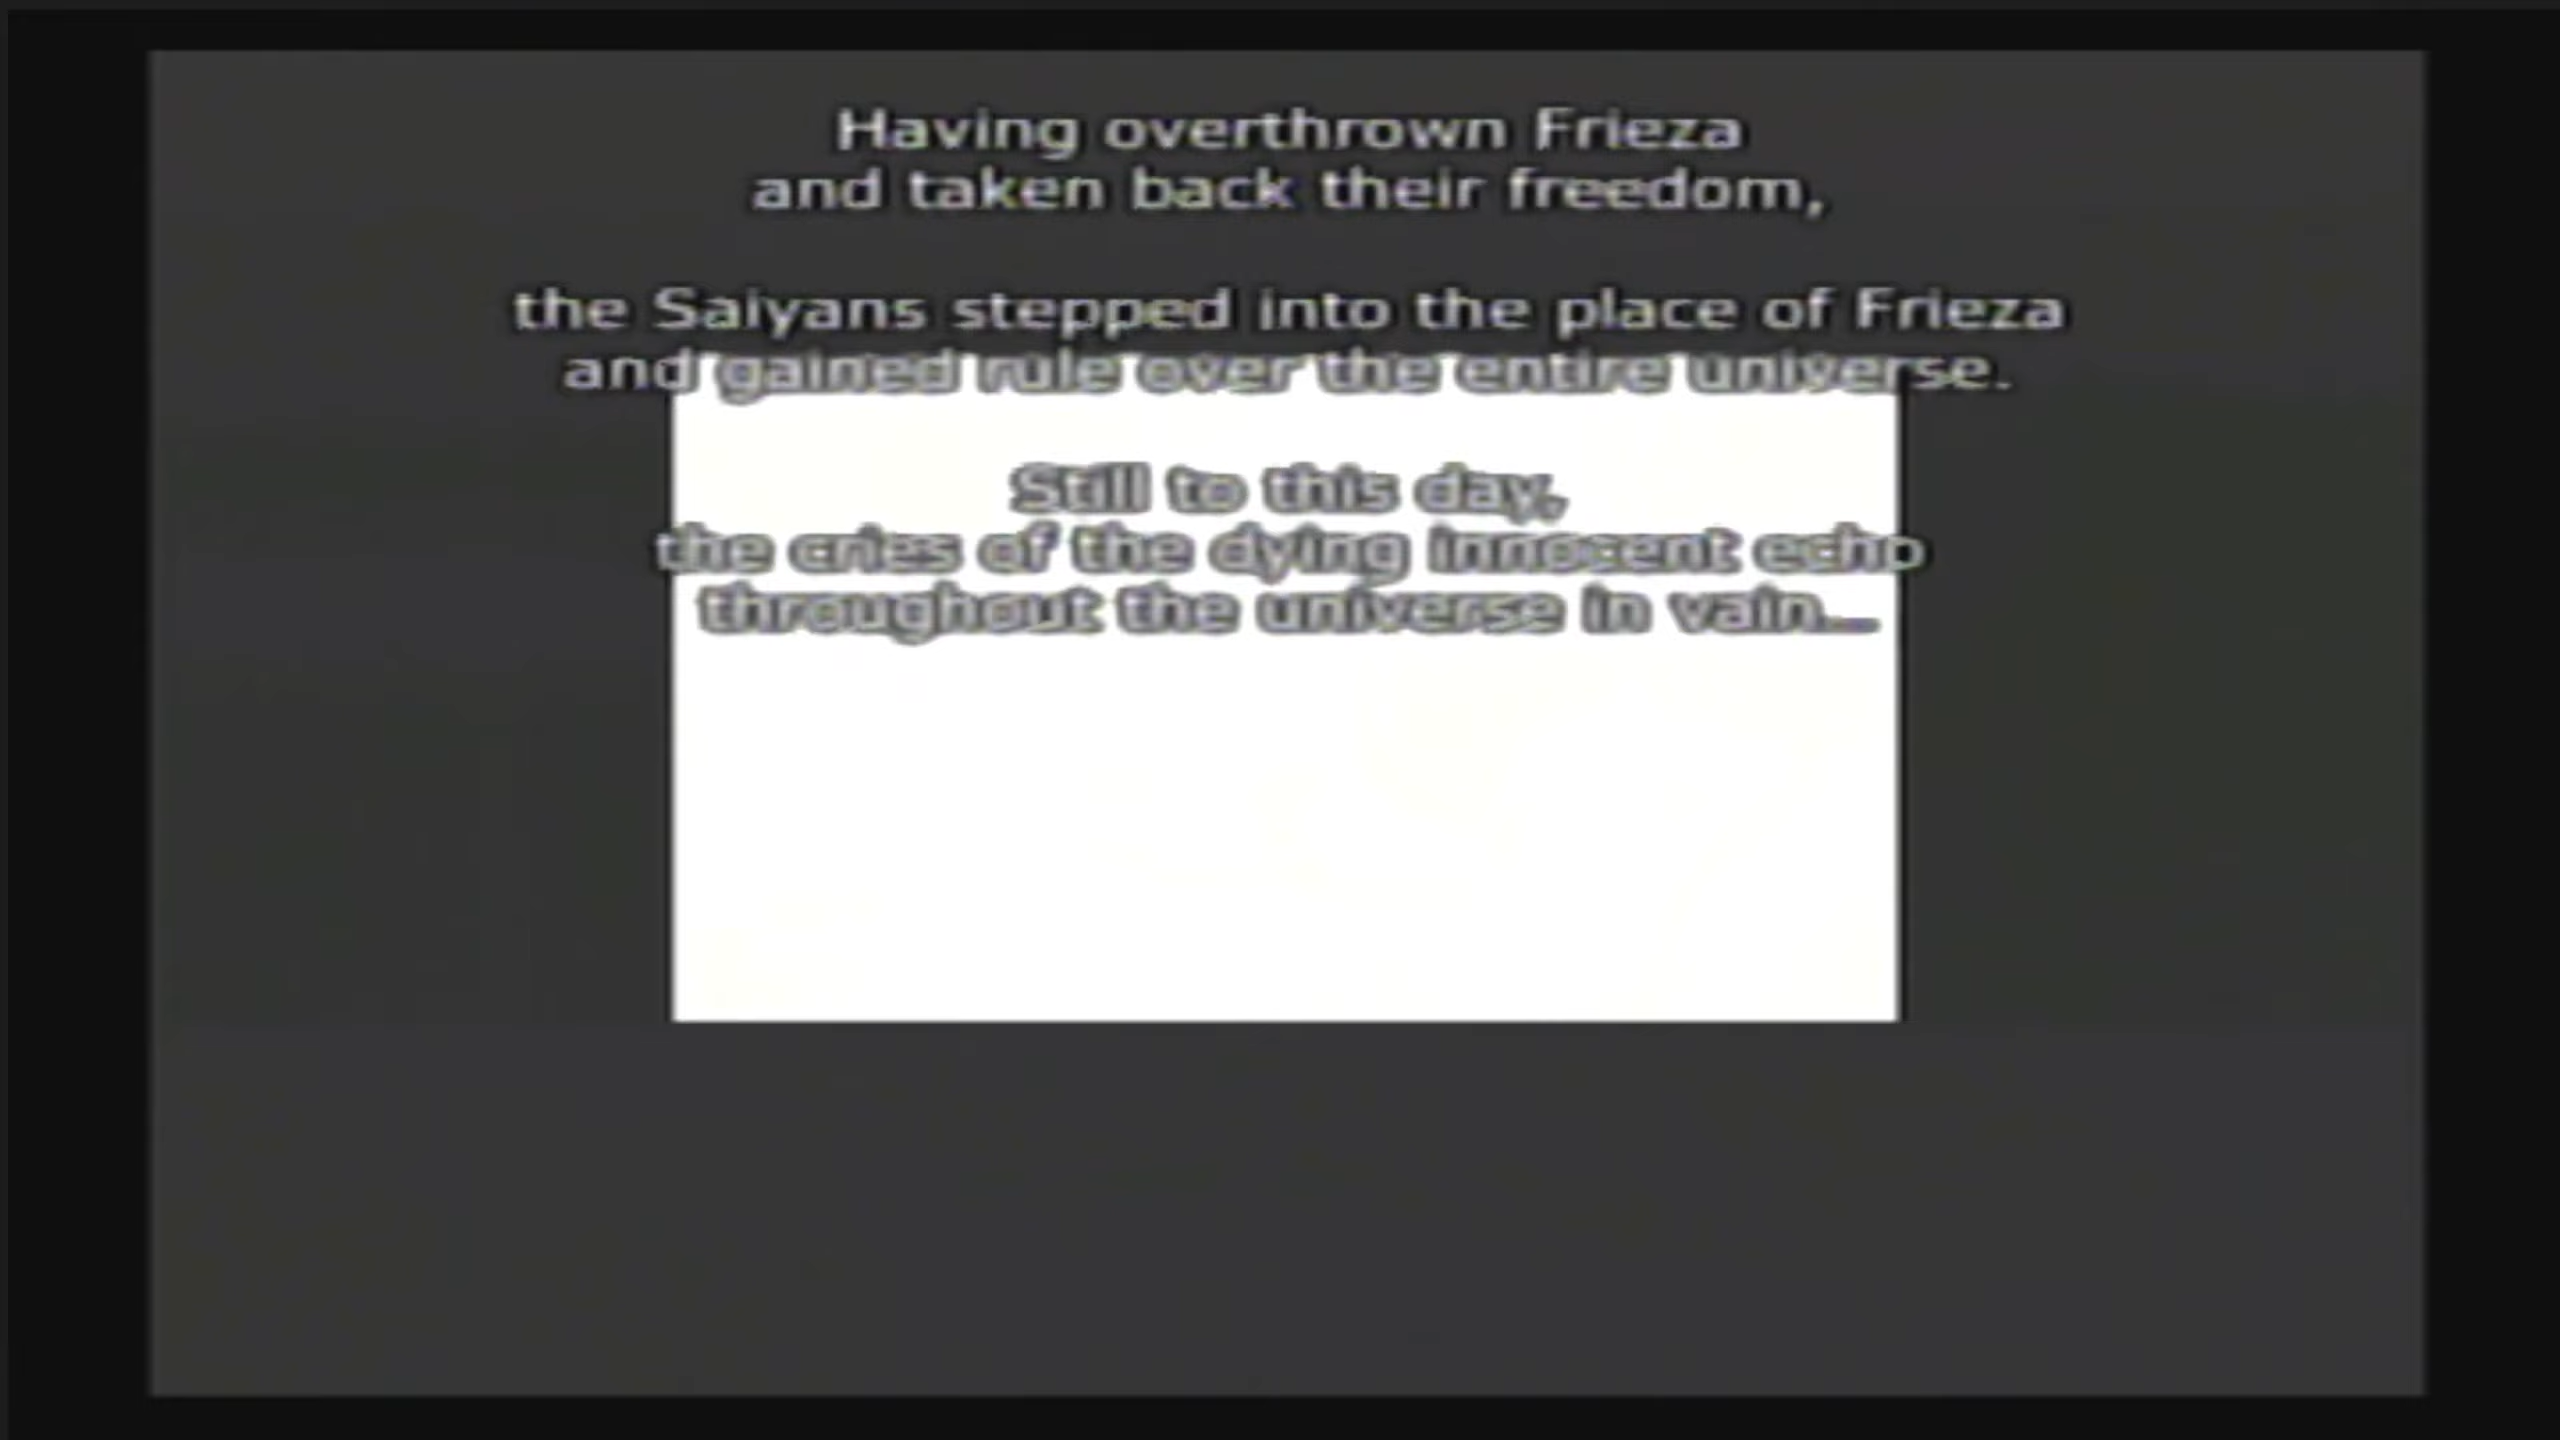 Having overthrown Frieza
and taken back their freedom,
the Saiyans stepped into the place of Frieza
and gained rule over the entire universe.
Still to this day,
the cries of the dying innocent echo
throughout the universe in vain...